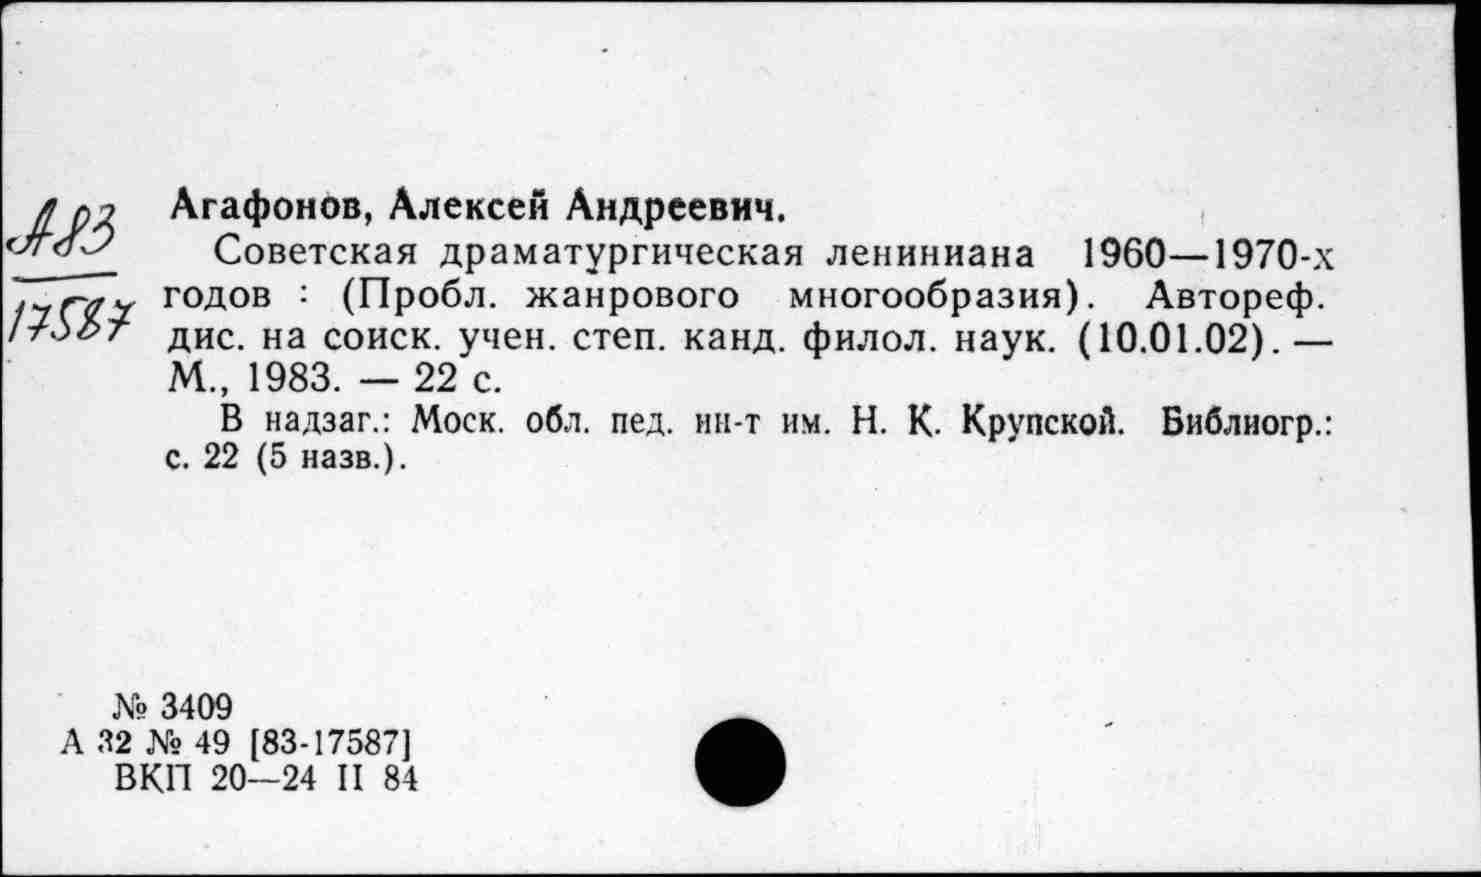 А83
17587
Агафонов, Алексей Андреевич.
Советская драматургическая лениниана 1960—1970-х
годов : (Пробл. жанрового многообразия). Автореф.
дис. на соиск. учен. степ. канд. филол. наук. (10.01.02). —
М., 1983. — 22 с.
В надзаг.: Моск. обл. пед. ин-т им. Н. К. Крупской. Библиогр.:
с. 22 (5 назв.).
№ 3409
А 32 № 49 [83-17587]
ВКП 20—24 II 84